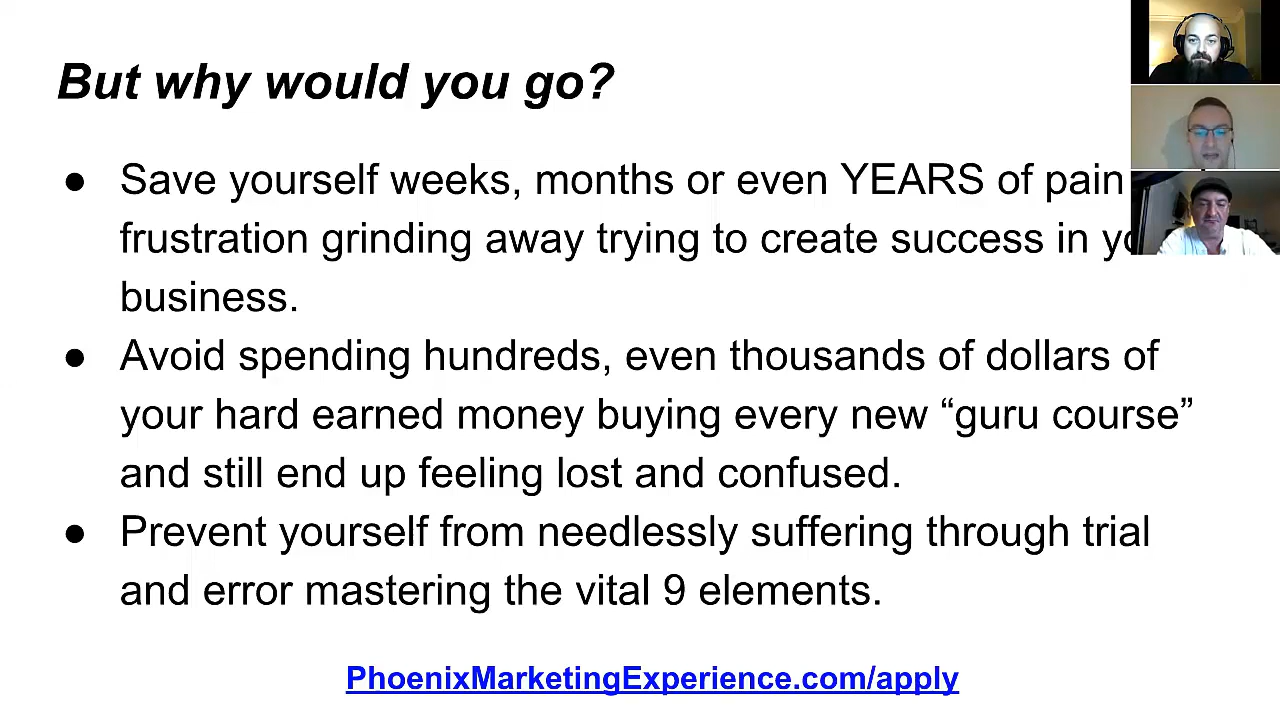 But why would you go?
● Save yourself weeks, months or even YEARS of pain
frustration grinding away trying to create success in
business.
● Avoid spending hundreds, even thousands of dollars of
your hard earned money buying every new “guru course”
and still end up feeling lost and confused.
● Prevent yourself from needlessly suffering through trial
and error mastering the vital 9 elements.
PhoenixMarketingExperience.com/apply